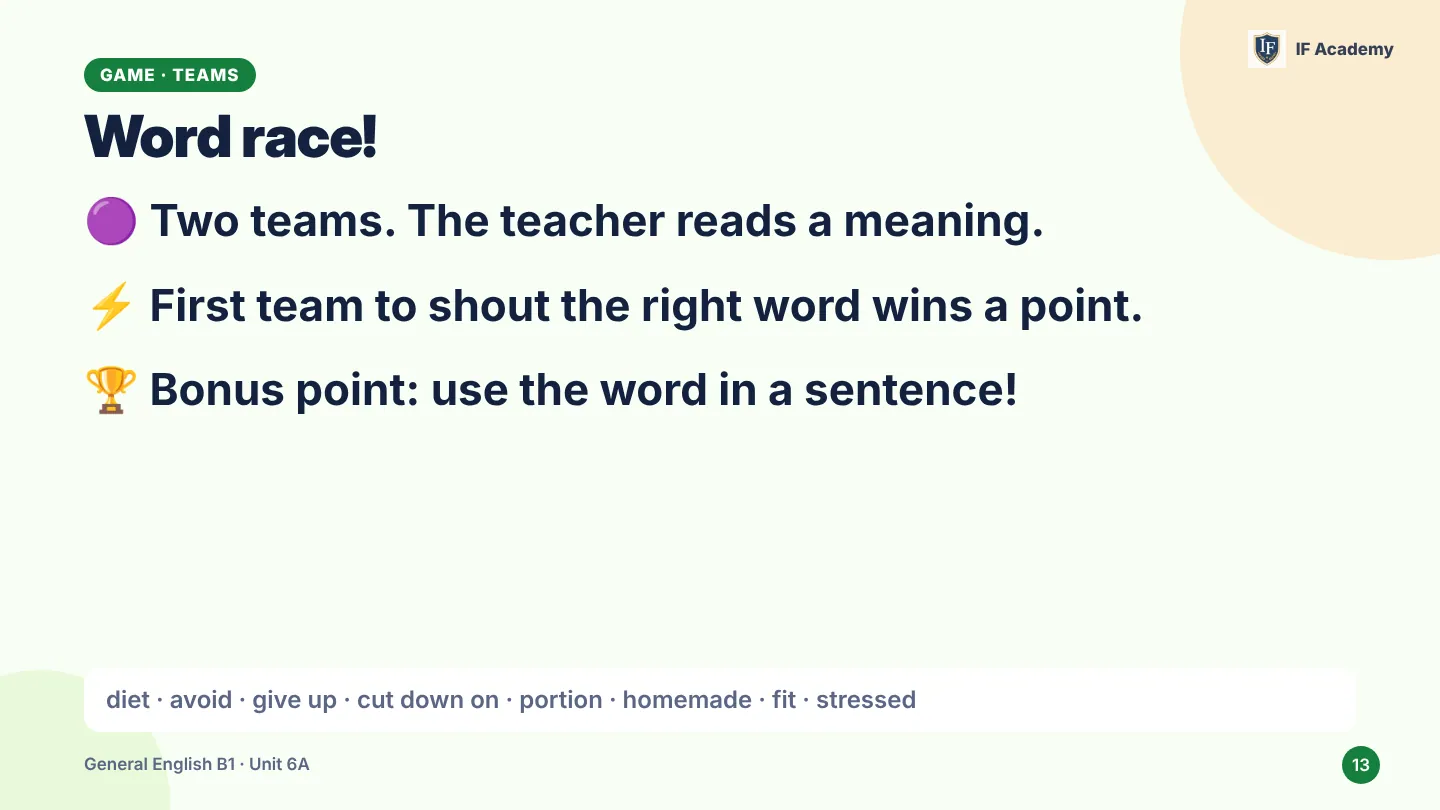 IF Academy
GAME · TEAMS
Word race!
🟣 Two teams. The teacher reads a meaning.
⚡ First team to shout the right word wins a point.
🏆 Bonus point: use the word in a sentence!
diet · avoid · give up · cut down on · portion · homemade · fit · stressed
General English B1 · Unit 6A
13